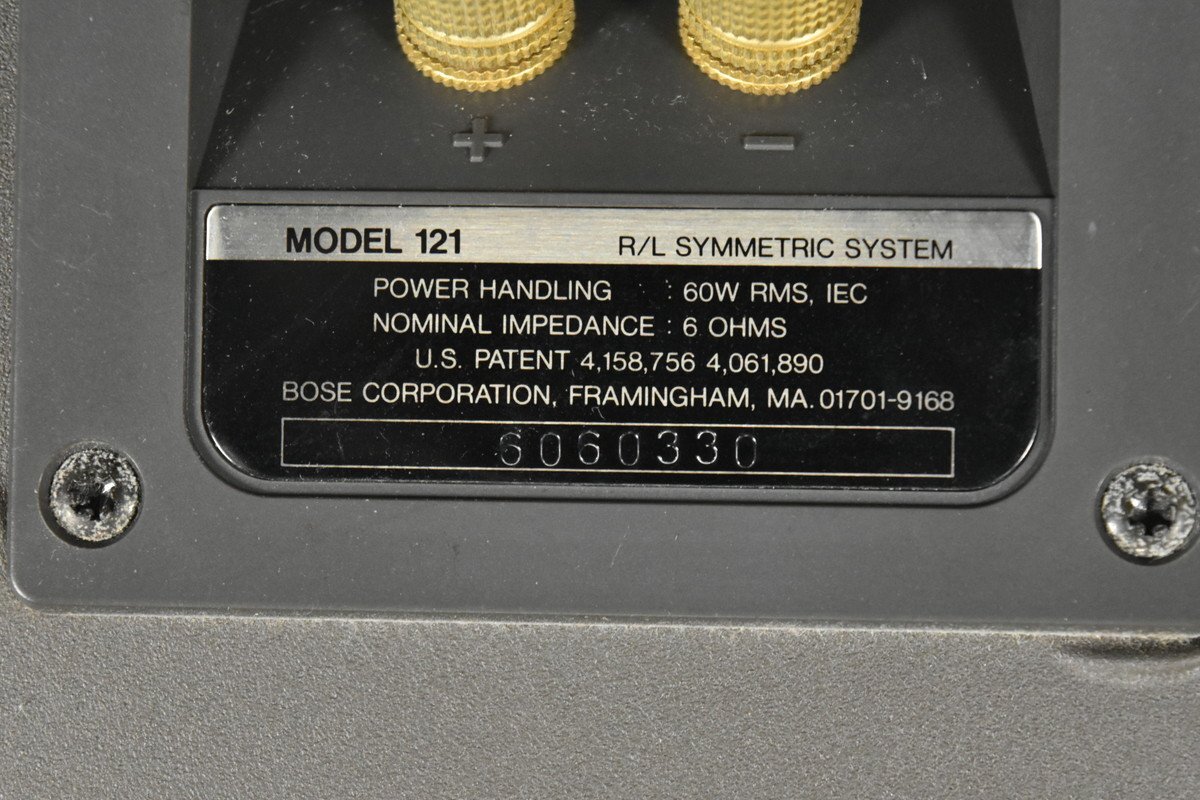 + −
MODEL 121 R/L SYMMETRIC SYSTEM
POWER HANDLING : 60W RMS, IEC
NOMINAL IMPEDANCE : 6 OHMS
U.S. PATENT 4,158,756 4,061,890
BOSE CORPORATION, FRAMINGHAM, MA. 01701-9168
6060330